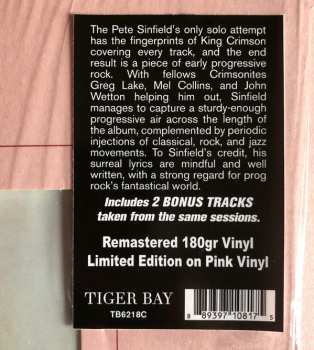 The Pete Sinfield's only solo attempt
has the fingerprints of King Crimson
covering every track, and the end
result is a piece of early progressive
rock. With fellows Crimsonites
Greg Lake, Mel Collins, and John
Wetton helping him out, Sinfield
manages to capture a sturdy-enough
progressive air across the length of
the album, complemented by periodic
injections of classical, rock, and jazz
movements. To Sinfield's credit, his
surreal lyrics are mindful and well
written, with a strong regard for prog
rock's fantastical world.
Includes 2 BONUS TRACKS
taken from the same sessions.
Remastered 180gr Vinyl
Limited Edition on Pink Vinyl
TIGER BAY
TB6218C
8 89397 10817 5